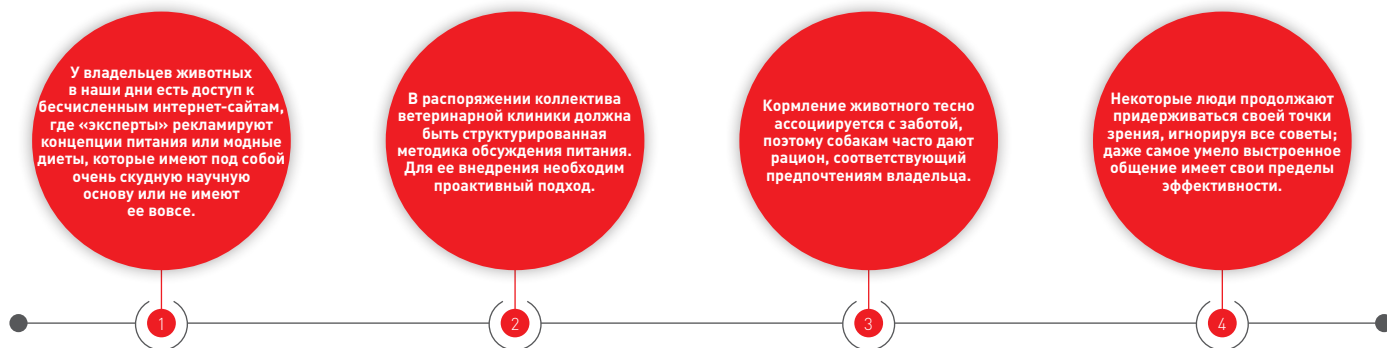 У владельцев животных
в наши дни есть доступ к
бесчисленным интернет-сайтам,
где «эксперты» рекламируют
концепции питания или модные
диеты, которые имеют под собой
очень скудную научную
основу или не имеют
ее вовсе.
1
В распоряжении коллектива
ветеринарной клиники должна
быть структурированная
методика обсуждения питания.
Для ее внедрения необходим
проактивный подход.
2
Кормление животного тесно
ассоциируется с заботой,
поэтому собакам часто дают
рацион, соответствующий
предпочтениям владельца.
3
Некоторые люди продолжают
придерживаться своей точки
зрения, игнорируя все советы;
даже самое умело выстроенное
общение имеет свои пределы
эффективности.
4